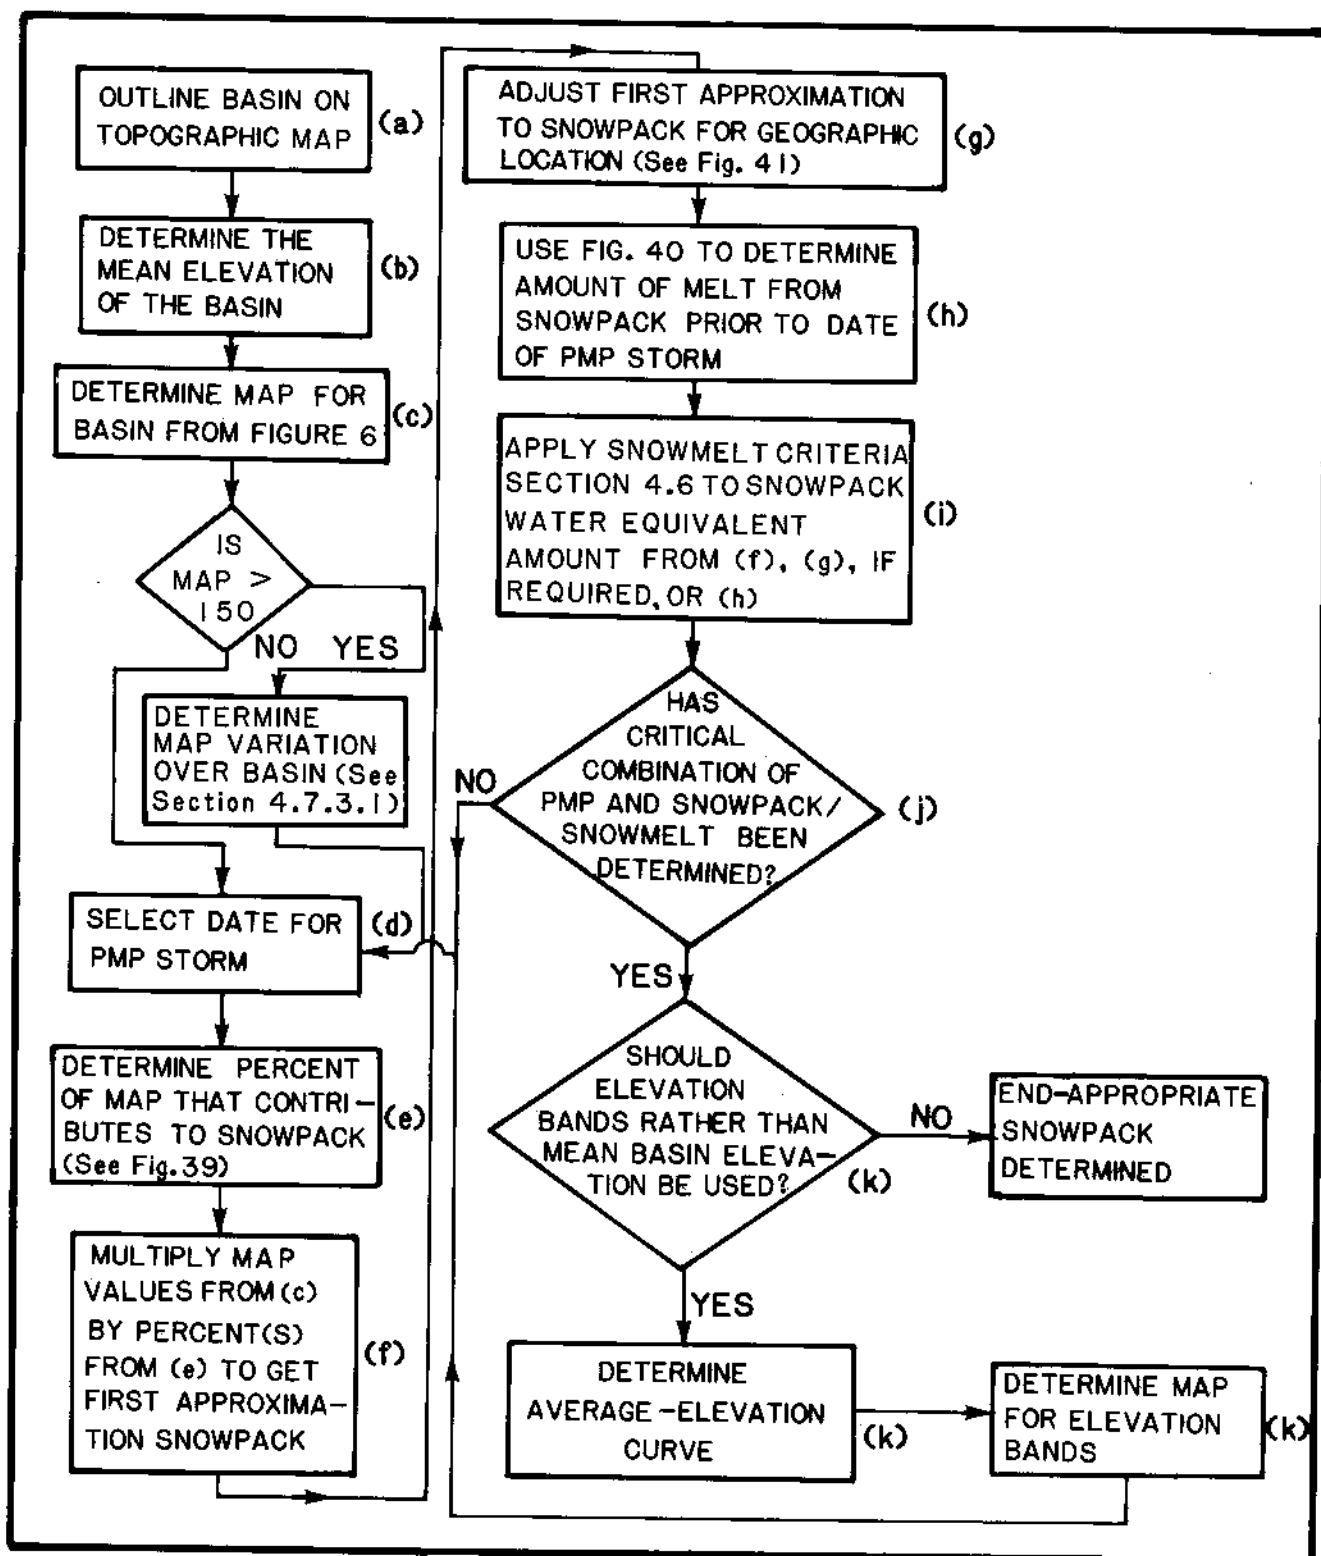 OUTLINE BASIN ON
TOPOGRAPHIC MAP
(a)
DETERMINE THE
MEAN ELEVATION
OF THE BASIN
(b)
DETERMINE MAP FOR
BASIN FROM FIGURE 6
(c)
IS
MAP >
150
NO YES
DETERMINE
MAP VARIATION
OVER BASIN (See
Section 4.7.3.1)
SELECT DATE FOR
PMP STORM
(d)
DETERMINE PERCENT
OF MAP THAT CONTRI-
BUTES TO SNOWPACK
(See Fig.39)
(e)
MULTIPLY MAP
VALUES FROM (c)
BY PERCENT(S)
FROM (e) TO GET
FIRST APPROXIMA-
TION SNOWPACK
(f)
ADJUST FIRST APPROXIMATION
TO SNOWPACK FOR GEOGRAPHIC
LOCATION (See Fig. 41)
(g)
USE FIG. 40 TO DETERMINE
AMOUNT OF MELT FROM
SNOWPACK PRIOR TO DATE
OF PMP STORM
(h)
APPLY SNOWMELT CRITERIA
SECTION 4.6 TO SNOWPACK
WATER EQUIVALENT
AMOUNT FROM (f), (g), IF
REQUIRED, OR (h)
(i)
HAS
CRITICAL
COMBINATION OF
PMP AND SNOWPACK/
SNOWMELT BEEN
DETERMINED?
(j)
NO
YES
SHOULD
ELEVATION
BANDS RATHER THAN
MEAN BASIN ELEVA-
TION BE USED?
(k)
NO
END-APPROPRIATE
SNOWPACK
DETERMINED
YES
DETERMINE
AVERAGE-ELEVATION
CURVE
(k)
DETERMINE MAP
FOR ELEVATION
BANDS
(k)